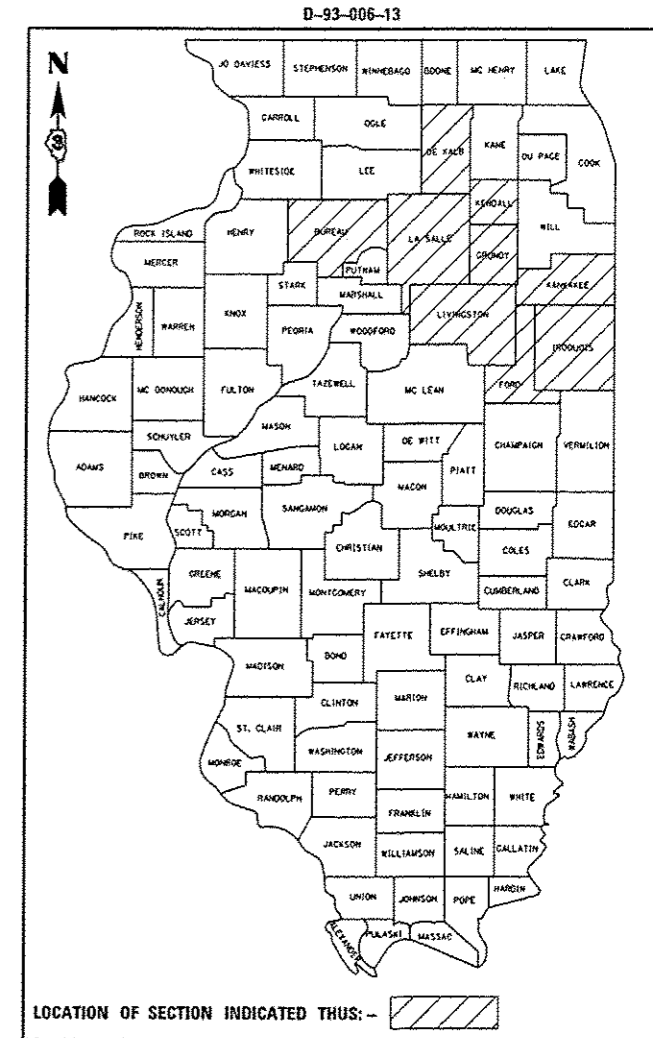 D-93-006-13
N
JO DAVIESS STEPHENSON WINNEBAGO BOONE MC HENRY LAKE
CARROLL OGLE DE KALB KANE DU PAGE COOK
WHITESIDE LEE KENDALL WILL
ROCK ISLAND HENRY BUREAU LA SALLE GRUNDY
MERCER PUTNAM KANKAKEE
STARK MARSHALL
HENDERSON WARREN KNOX PEORIA WOODFORD LIVINGSTON IROQUOIS
HANCOCK MC DONOUGH FULTON TAZEWELL MC LEAN FORD
SCHUYLER MASON LOGAN DE WITT CHAMPAIGN VERMILION
ADAMS BROWN CASS MENARD MACON PIATT
PIKE SCOTT MORGAN SANGAMON CHRISTIAN MOULTRIE DOUGLAS EDGAR
COLES
CALHOUN GREENE MACOUPIN MONTGOMERY SHELBY CUMBERLAND CLARK
JERSEY FAYETTE EFFINGHAM JASPER CRAWFORD
MADISON BOND CLAY RICHLAND LAWRENCE
CLINTON MARION
ST. CLAIR WASHINGTON JEFFERSON WAYNE EDWARDS WABASH
MONROE
RANDOLPH PERRY FRANKLIN HAMILTON WHITE
JACKSON WILLIAMSON SALINE GALLATIN
UNION JOHNSON POPE HARDIN
ALEXANDER PULASKI MASSAC
LOCATION OF SECTION INDICATED THUS: -